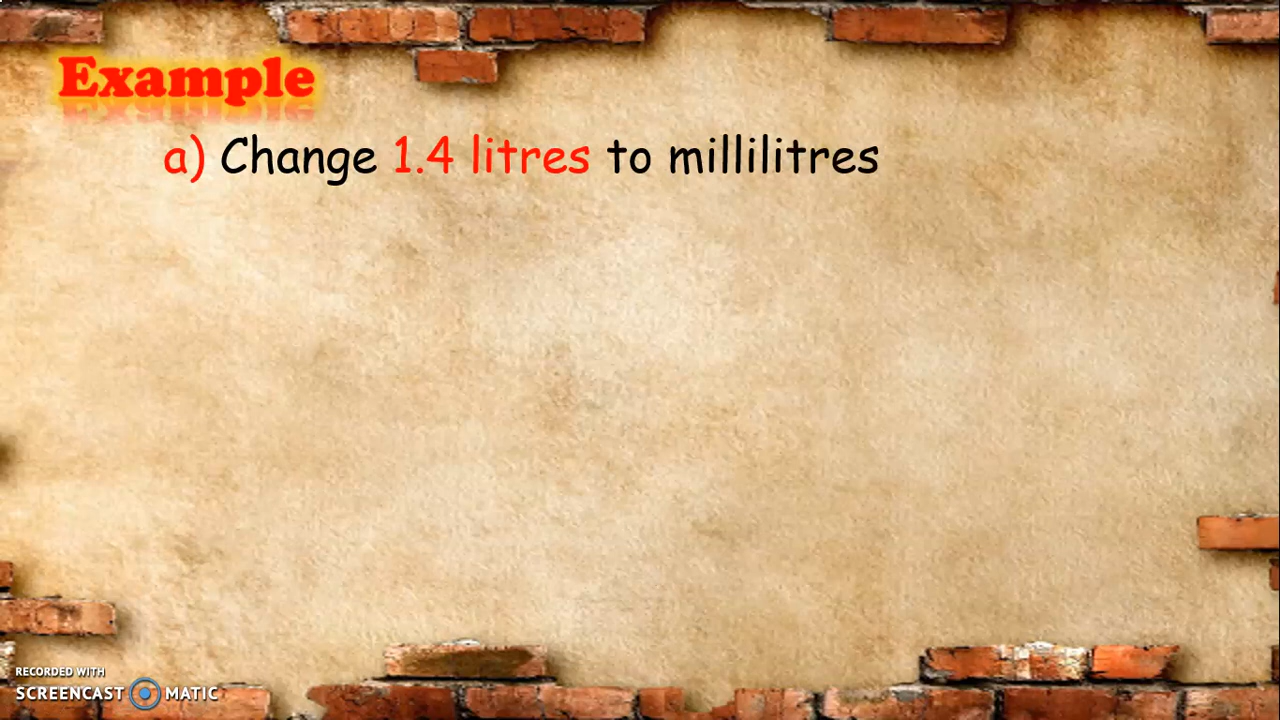 Example
a) Change 1.4 litres to millilitres
RECORDED WITH
SCREENCAST MATIC